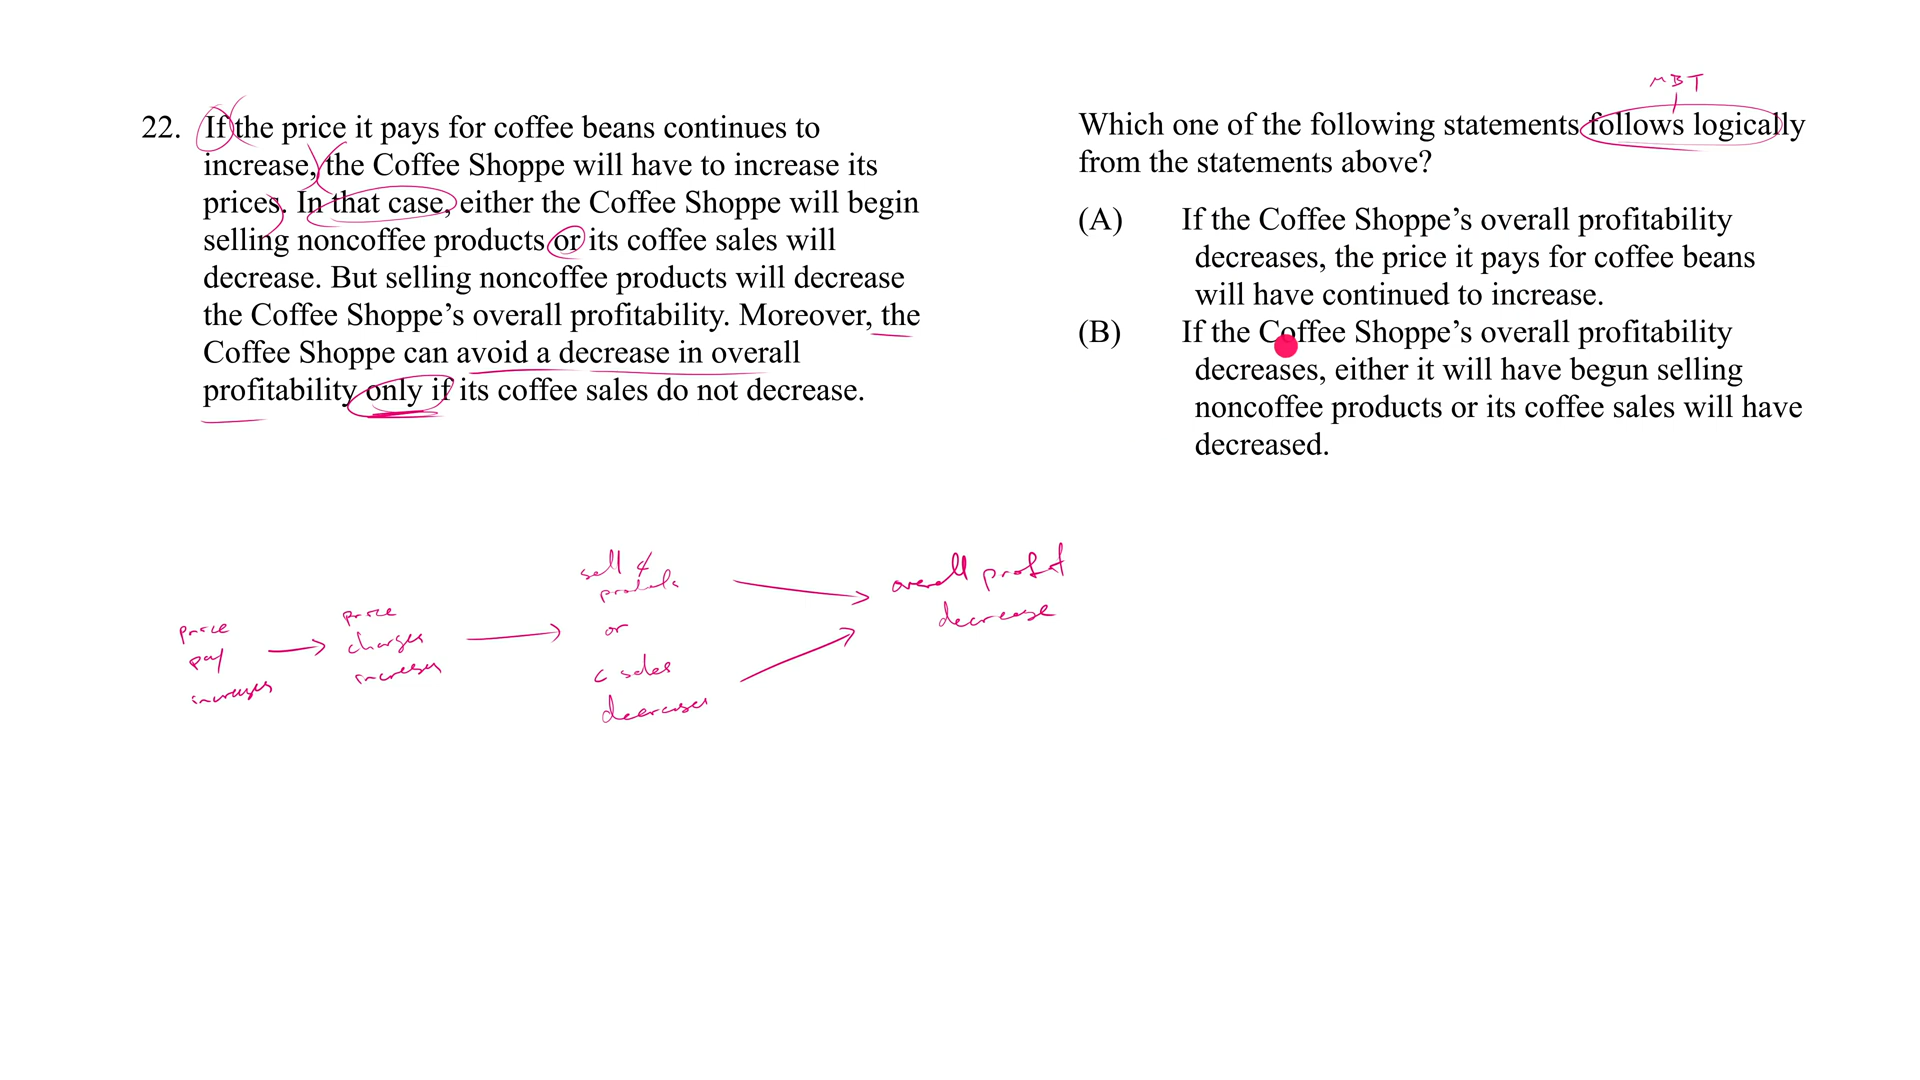 22. If the price it pays for coffee beans continues to
increase, the Coffee Shoppe will have to increase its
prices. In that case, either the Coffee Shoppe will begin
selling noncoffee products or its coffee sales will
decrease. But selling noncoffee products will decrease
the Coffee Shoppe’s overall profitability. Moreover, the
Coffee Shoppe can avoid a decrease in overall
profitability only if its coffee sales do not decrease.
MBT
Which one of the following statements follows logically
from the statements above?
(A) If the Coffee Shoppe’s overall profitability
decreases, the price it pays for coffee beans
will have continued to increase.
(B) If the Coffee Shoppe’s overall profitability
decreases, either it will have begun selling
noncoffee products or its coffee sales will have
decreased.
price
pay
increases
price
charges
increases
sell
products
or
c sales
decreases
overall profit
decrease